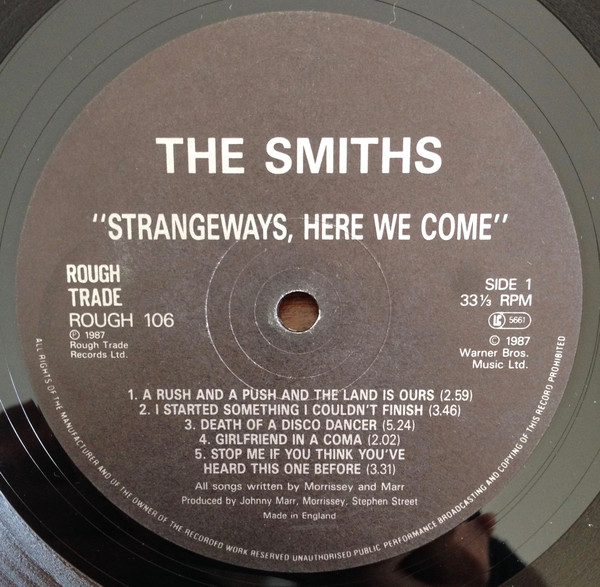 THE SMITHS
"STRANGEWAYS, HERE WE COME"
ROUGH
TRADE
ROUGH 106
℗ 1987
Rough Trade
Records Ltd.
SIDE 1
33⅓ RPM
LC 5661
© 1987
Warner Bros.
Music Ltd.
1. A RUSH AND A PUSH AND THE LAND IS OURS (2.59)
2. I STARTED SOMETHING I COULDN'T FINISH (3.46)
3. DEATH OF A DISCO DANCER (5.24)
4. GIRLFRIEND IN A COMA (2.02)
5. STOP ME IF YOU THINK YOU'VE
HEARD THIS ONE BEFORE (3.31)
All songs written by Morrissey and Marr
Produced by Johnny Marr, Morrissey, Stephen Street
Made in England
ALL RIGHTS OF THE MANUFACTURER AND OF THE OWNER OF THE RECORDED WORK RESERVED UNAUTHORISED PUBLIC PERFORMANCE BROADCASTING AND COPYING OF THIS RECORD PROHIBITED